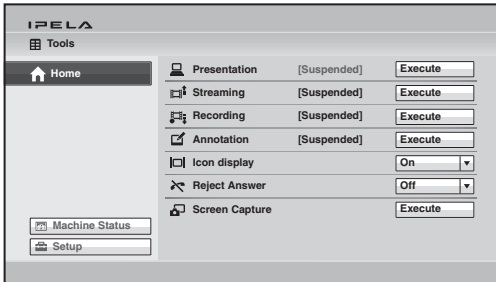 IPELA
Tools
Home
Presentation [Suspended] Execute
Streaming [Suspended] Execute
Recording [Suspended] Execute
Annotation [Suspended] Execute
Icon display On
Reject Answer Off
Screen Capture Execute
Machine Status
Setup